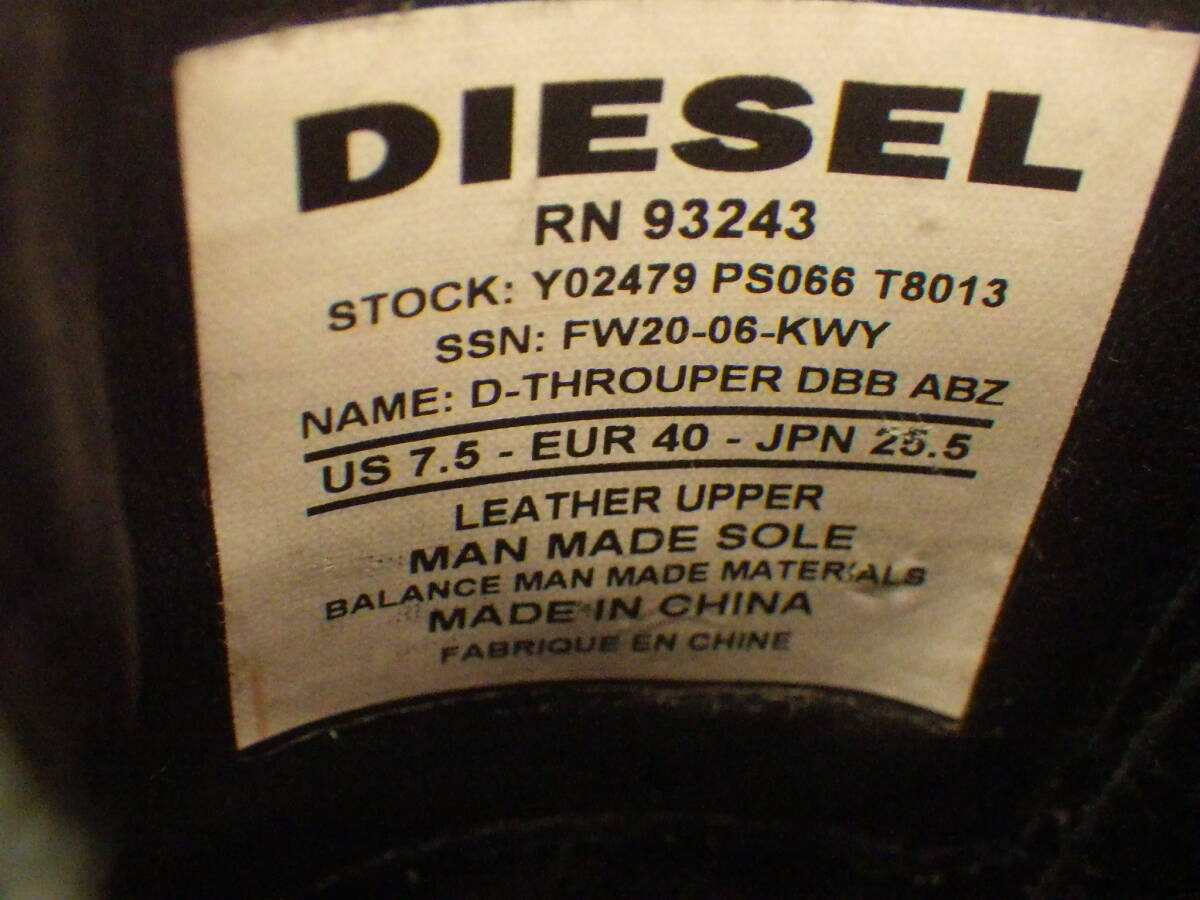 DIESEL
RN 93243
STOCK: Y02479 PS066 T8013
SSN: FW20-06-KWY
NAME: D-THROUPER DBB ABZ
US 7.5 - EUR 40 - JPN 25.5
LEATHER UPPER
MAN MADE SOLE
BALANCE MAN MADE MATERIALS
MADE IN CHINA
FABRIQUE EN CHINE